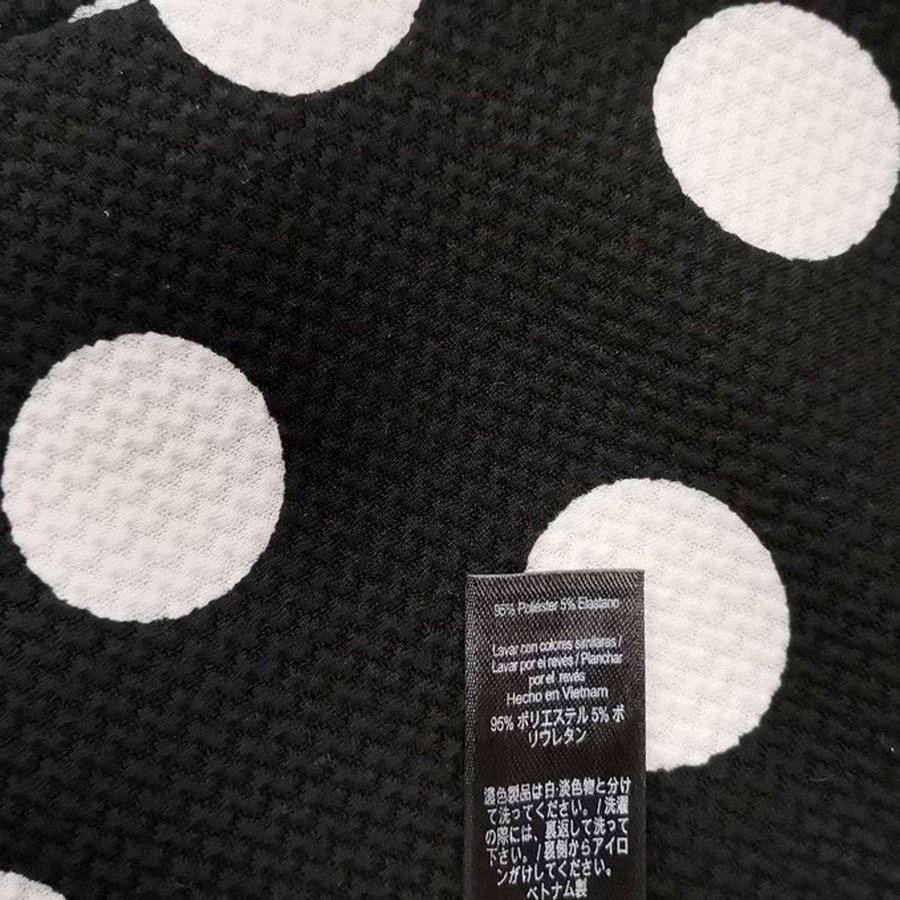 95% Poliéster 5% Elastano
Lavar con colores similares /
Lavar por el revés / Planchar
por el revés
Hecho en Vietnam
95% ポリエステル 5% ポ
リウレタン
濃色製品は白·淡色物と分け
て洗ってください。/ 洗濯
の際には、裏返して洗って
下さい。/ 裏側からアイロ
ンがけしてください。
ベトナム製